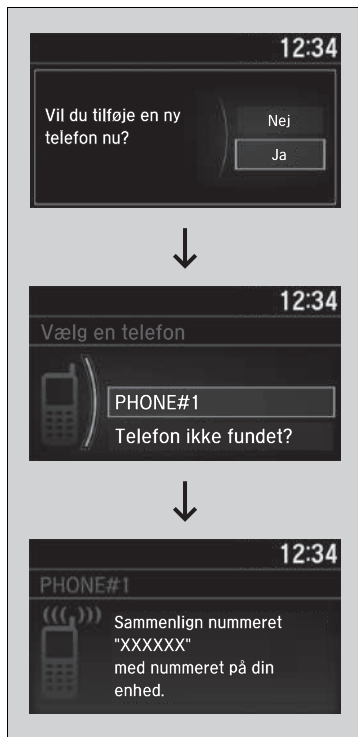 12:34
Vil du tilføje en ny
telefon nu?
Nej
Ja
12:34
Vælg en telefon
PHONE#1
Telefon ikke fundet?
12:34
PHONE#1
Sammenlign nummeret
"XXXXXX"
med nummeret på din
enhed.